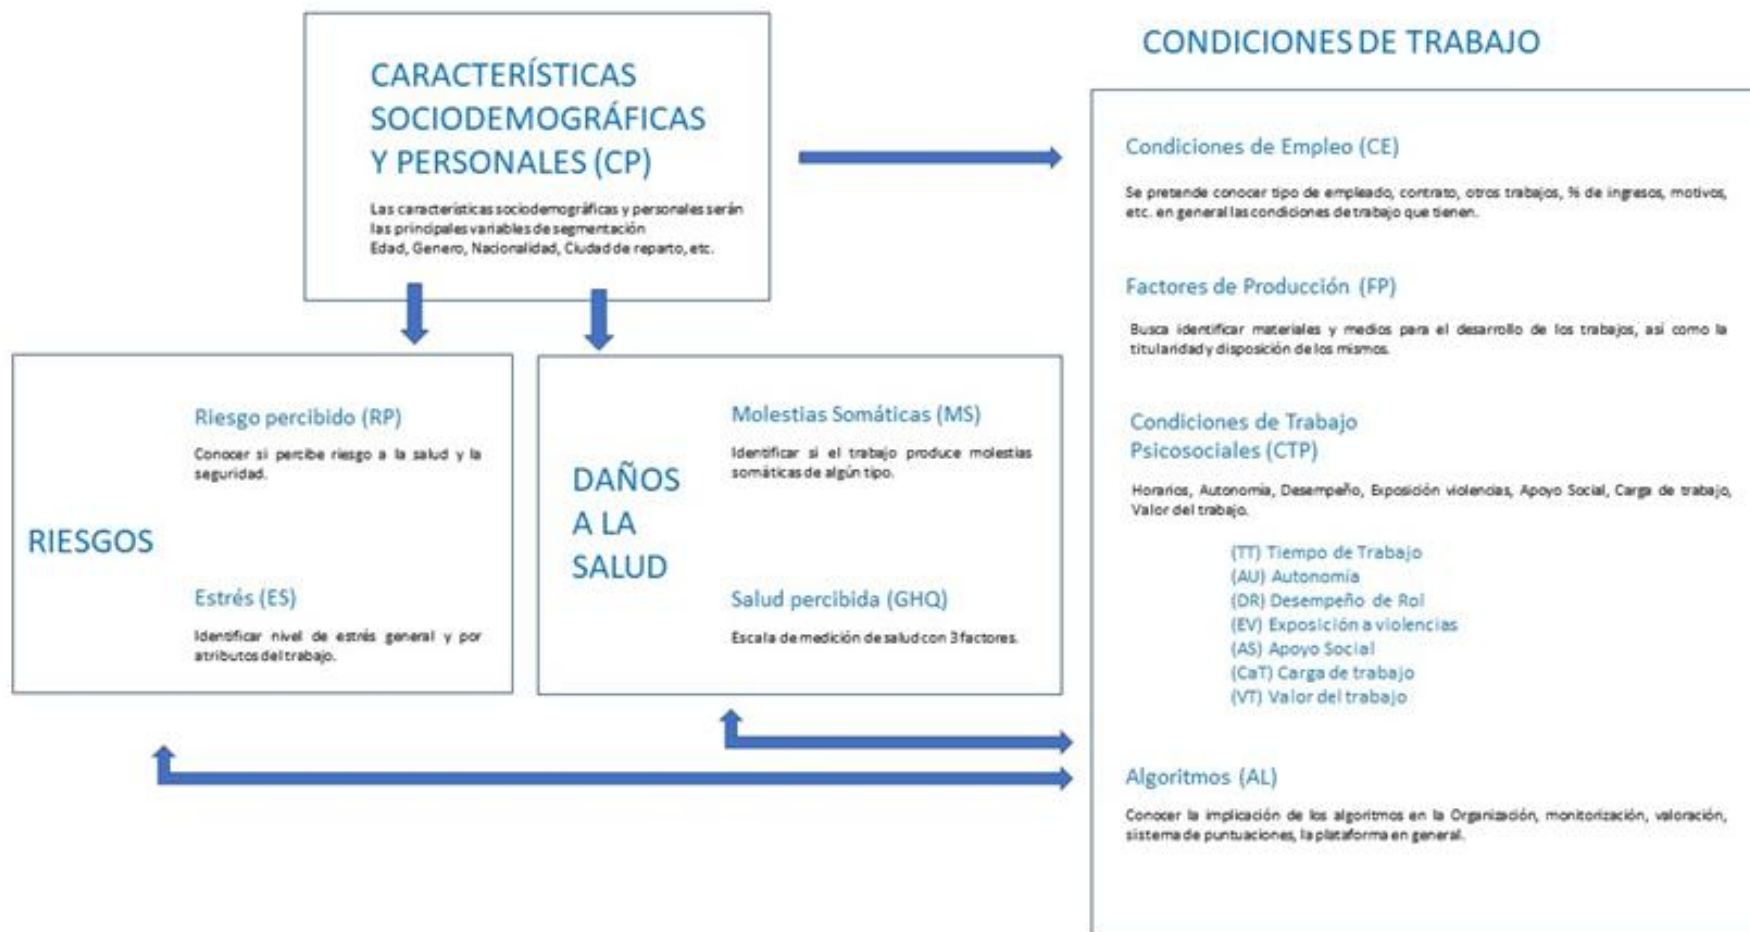 CARACTERÍSTICAS
SOCIODEMOGRÁFICAS
Y PERSONALES (CP)
Las características sociodemográficas y personales serán
las principales variables de segmentación
Edad, Genero, Nacionalidad, Ciudad de reparto, etc.
RIESGOS
Riesgo percibido (RP)
Conocer si percibe riesgo a la salud y la
seguridad.
Estrés (ES)
Identificar nivel de estrés general y por
atributos del trabajo.
DAÑOS
A LA
SALUD
Molestias Somáticas (MS)
Identificar si el trabajo produce molestias
somáticas de algún tipo.
Salud percibida (GHQ)
Escala de medición de salud con 3 factores.
CONDICIONES DE TRABAJO
Condiciones de Empleo (CE)
Se pretende conocer tipo de empleado, contrato, otros trabajos, % de ingresos, motivos,
etc. en general las condiciones de trabajo que tienen.
Factores de Producción (FP)
Busca identificar materiales y medios para el desarrollo de los trabajos, así como la
titularidad y disposición de los mismos.
Condiciones de Trabajo
Psicosociales (CTP)
Horarios, Autonomía, Desempeño, Exposición violencias, Apoyo Social, Carga de trabajo,
Valor del trabajo.
(TT) Tiempo de Trabajo
(AU) Autonomía
(DR) Desempeño de Rol
(EV) Exposición a violencias
(AS) Apoyo Social
(CaT) Carga de trabajo
(VT) Valor del trabajo
Algoritmos (AL)
Conocer la implicación de los algoritmos en la Organización, monitorización, valoración,
sistema de puntuaciones, la plataforma en general.